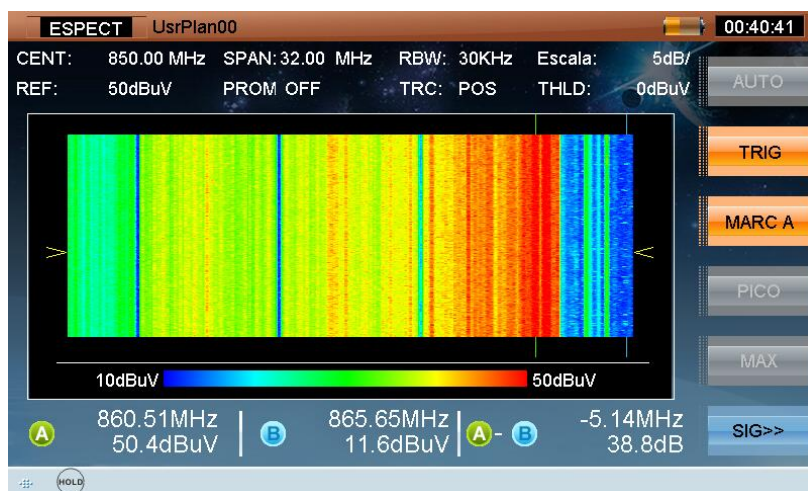 ESPECT UsrPlan00 00:40:41
CENT: 850.00 MHz SPAN: 32.00 MHz RBW: 30KHz Escala: 5dB/
REF: 50dBuV PROM OFF TRC: POS THLD: 0dBuV
AUTO
TRIG
MARC A
PICO
MAX
10dBuV 50dBuV
A 860.51MHz B 865.65MHz A - B -5.14MHz
50.4dBuV 11.6dBuV 38.8dB
SIG>>
HOLD